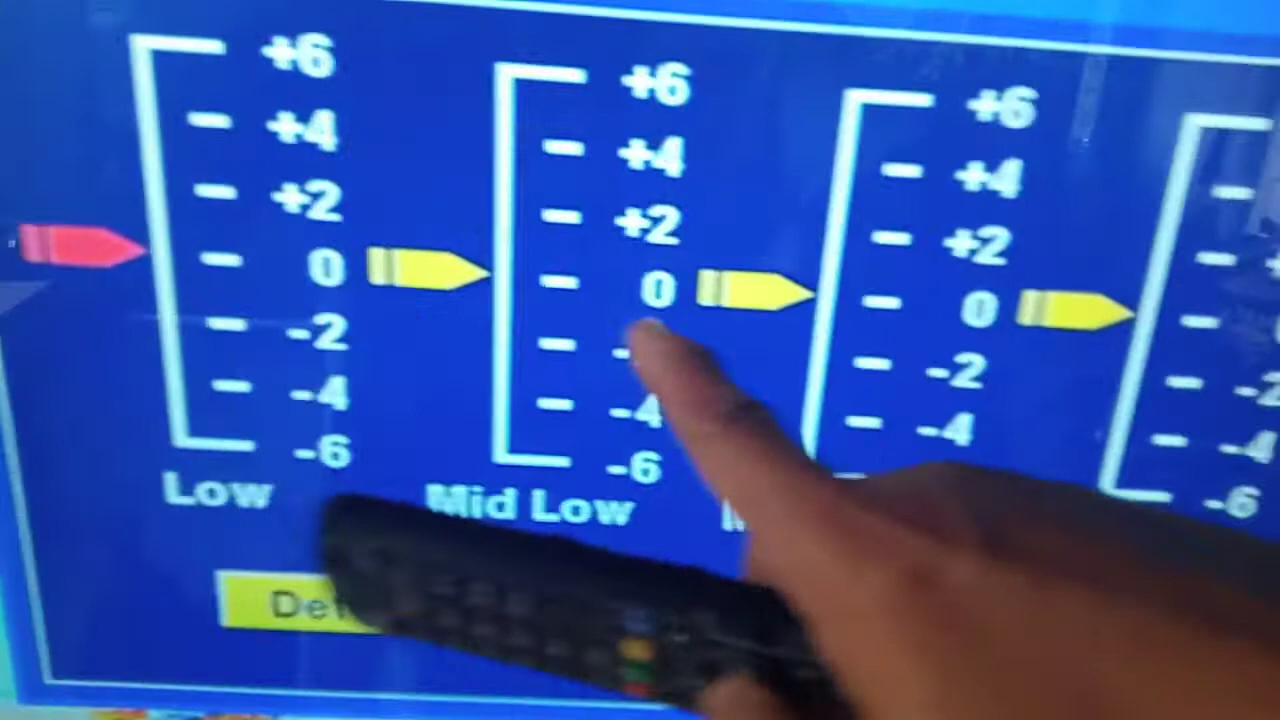 +6 +6 +6
+4 +4 +4
+2 +2 +2
0 0 0
-2 -2 -2
-4 -4 -4 -4
-6 -6 -6
Low Mid Low